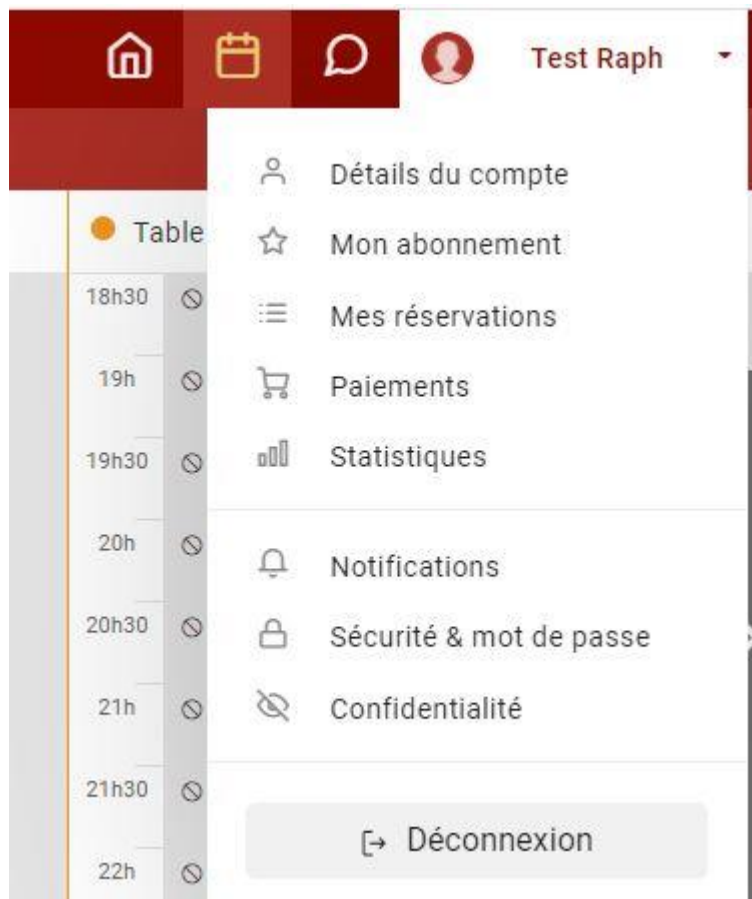 Test Raph
Détails du compte
Table
Mon abonnement
18h30
Mes réservations
19h
Paiements
19h30
Statistiques
20h
Notifications
20h30
Sécurité & mot de passe
21h
Confidentialité
21h30
Déconnexion
22h